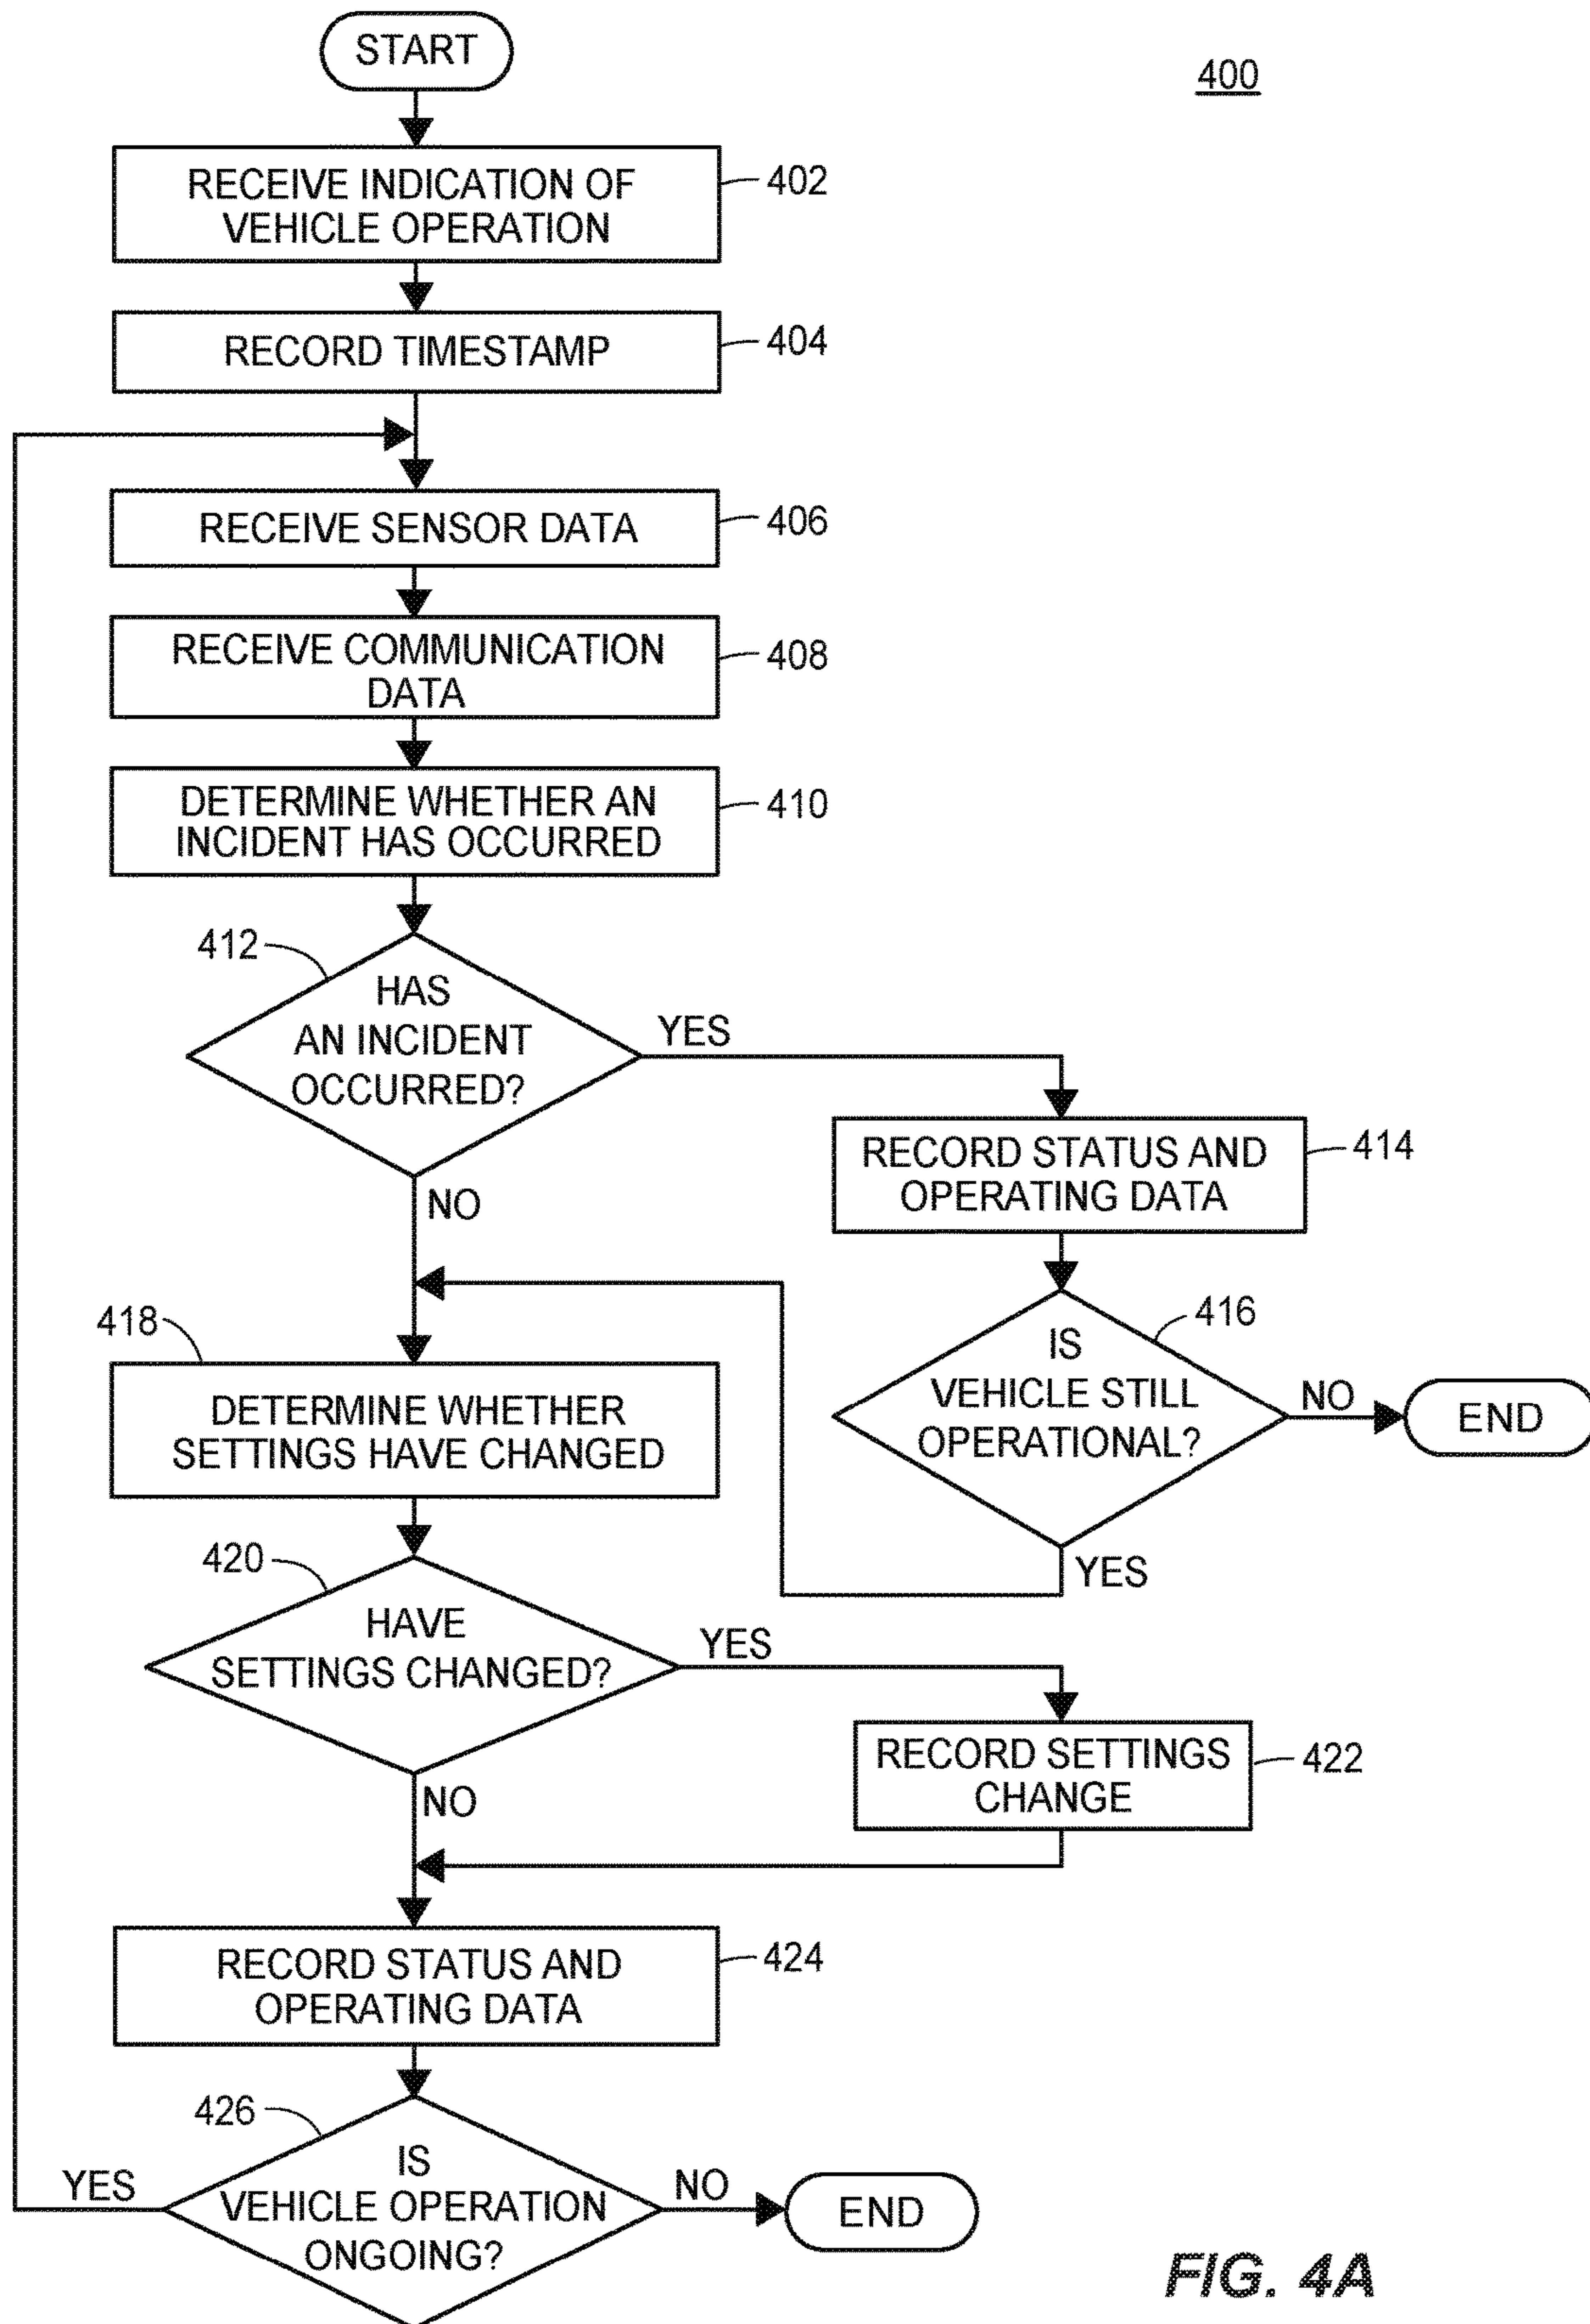 START
400
RECEIVE INDICATION OF
VEHICLE OPERATION
402
RECORD TIMESTAMP
404
RECEIVE SENSOR DATA
406
RECEIVE COMMUNICATION
DATA
408
DETERMINE WHETHER AN
INCIDENT HAS OCCURRED
410
412
HAS
AN INCIDENT
OCCURRED?
YES
NO
RECORD STATUS AND
OPERATING DATA
414
416
IS
VEHICLE STILL
OPERATIONAL?
NO
END
YES
418
DETERMINE WHETHER
SETTINGS HAVE CHANGED
420
HAVE
SETTINGS CHANGED?
YES
NO
RECORD SETTINGS
CHANGE
422
RECORD STATUS AND
OPERATING DATA
424
426
IS
VEHICLE OPERATION
ONGOING?
YES
NO
END
FIG. 4A